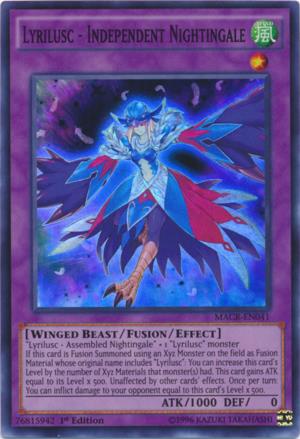 LYRILUSC - INDEPENDENT NIGHTINGALE
風
MACR-EN041
[WINGED BEAST/FUSION/EFFECT]
"Lyrilusc - Assembled Nightingale" + 1 "Lyrilusc" monster
If this card is Fusion Summoned using an Xyz Monster on the field as Fusion
Material whose original name includes "Lyrilusc": You can increase this card's
Level by the number of Xyz Materials that monster(s) had. This card gains ATK
equal to its Level x 500. Unaffected by other cards' effects. Once per turn:
You can inflict damage to your opponent equal to this card's Level x 500.
ATK/1000 DEF/ 0
76815942 1st Edition ©1996 KAZUKI TAKAHASHI